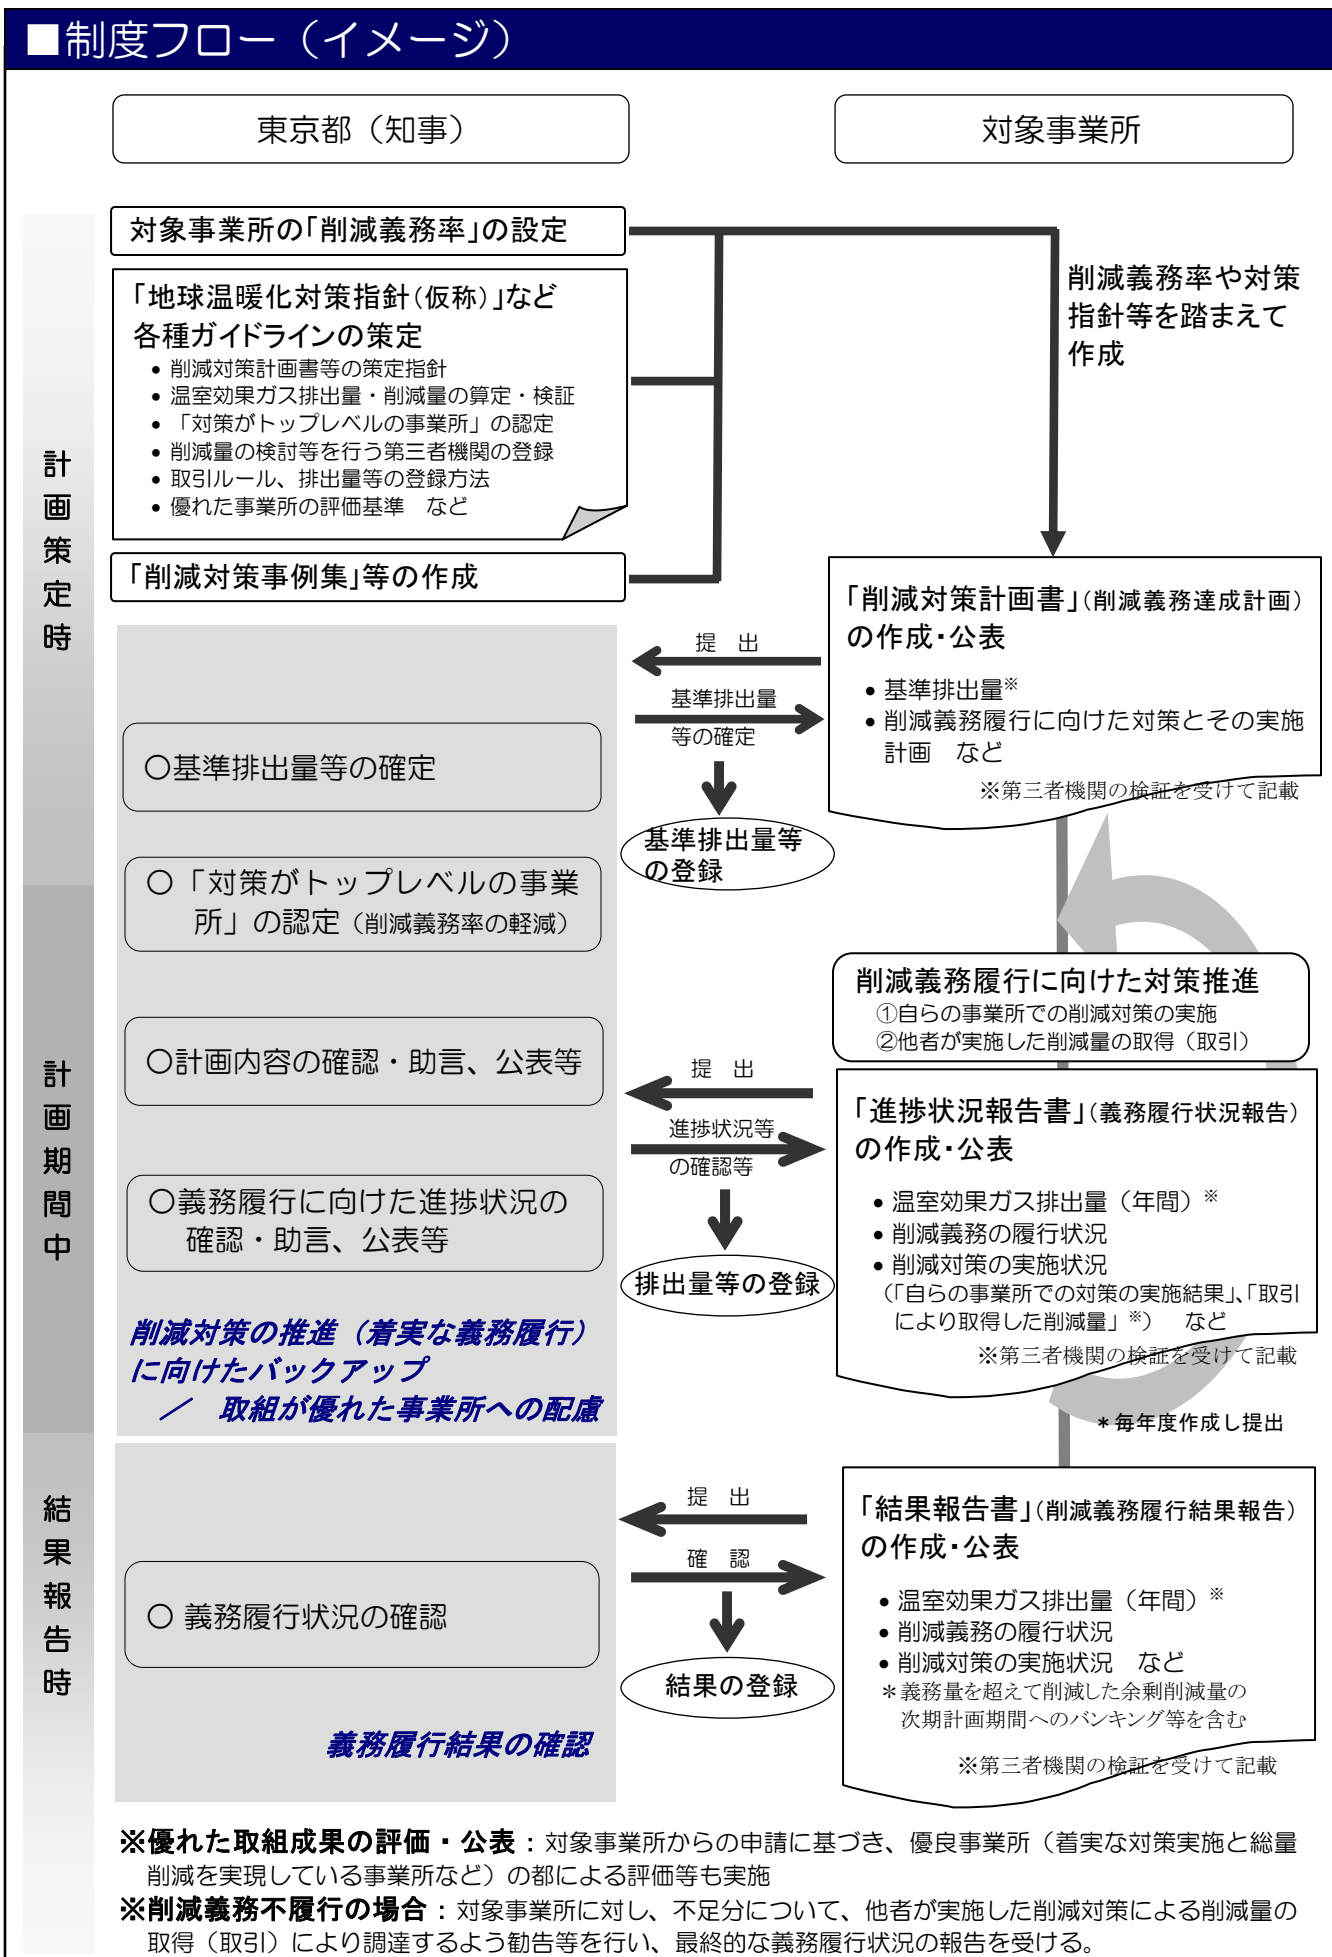 ■制度フロー（イメージ）
東京都（知事）
対象事業所
計画策定時
対象事業所の「削減義務率」の設定
「地球温暖化対策指針（仮称）」など
各種ガイドラインの策定
● 削減対策計画書等の策定指針
● 温室効果ガス排出量・削減量の算定・検証
● 「対策がトップレベルの事業所」の認定
● 削減量の検討等を行う第三者機関の登録
● 取引ルール、排出量等の登録方法
● 優れた事業所の評価基準　など
「削減対策事例集」等の作成
削減義務率や対策
指針等を踏まえて
作成
「削減対策計画書」（削減義務達成計画）
の作成・公表
● 基準排出量※
● 削減義務履行に向けた対策とその実施
計画　など
※第三者機関の検証を受けて記載
提　出
基準排出量
等の確定
基準排出量等
の登録
○基準排出量等の確定
○「対策がトップレベルの事業
所」の認定（削減義務率の軽減）
計画期間中
削減義務履行に向けた対策推進
①自らの事業所での削減対策の実施
②他者が実施した削減量の取得（取引）
○計画内容の確認・助言、公表等
提　出
進捗状況等
の確認等
排出量等の登録
「進捗状況報告書」（義務履行状況報告）
の作成・公表
● 温室効果ガス排出量（年間）※
● 削減義務の履行状況
● 削減対策の実施状況
（「自らの事業所での対策の実施結果」、「取引
により取得した削減量」※）　など
※第三者機関の検証を受けて記載
＊毎年度作成し提出
○義務履行に向けた進捗状況の
確認・助言、公表等
削減対策の推進（着実な義務履行）
に向けたバックアップ
／　取組が優れた事業所への配慮
結果報告時
提　出
確　認
結果の登録
○ 義務履行状況の確認
義務履行結果の確認
「結果報告書」（削減義務履行結果報告）
の作成・公表
● 温室効果ガス排出量（年間）※
● 削減義務の履行状況
● 削減対策の実施状況　など
＊義務量を超えて削減した余剰削減量の
次期計画期間へのバンキング等を含む
※第三者機関の検証を受けて記載
※優れた取組成果の評価・公表：対象事業所からの申請に基づき、優良事業所（着実な対策実施と総量
削減を実現している事業所など）の都による評価等も実施
※削減義務不履行の場合：対象事業所に対し、不足分について、他者が実施した削減対策による削減量の
取得（取引）により調達するよう勧告等を行い、最終的な義務履行状況の報告を受ける。